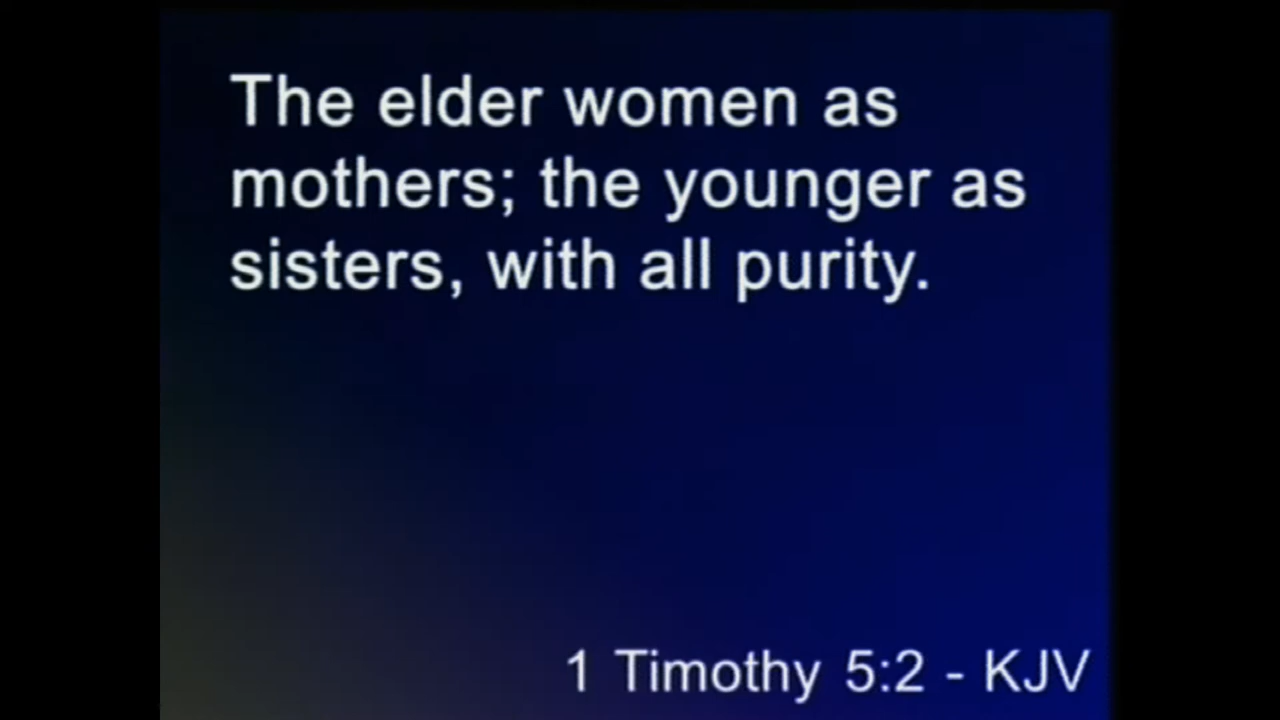 The elder women as
mothers; the younger as
sisters, with all purity.
1 Timothy 5:2 - KJV